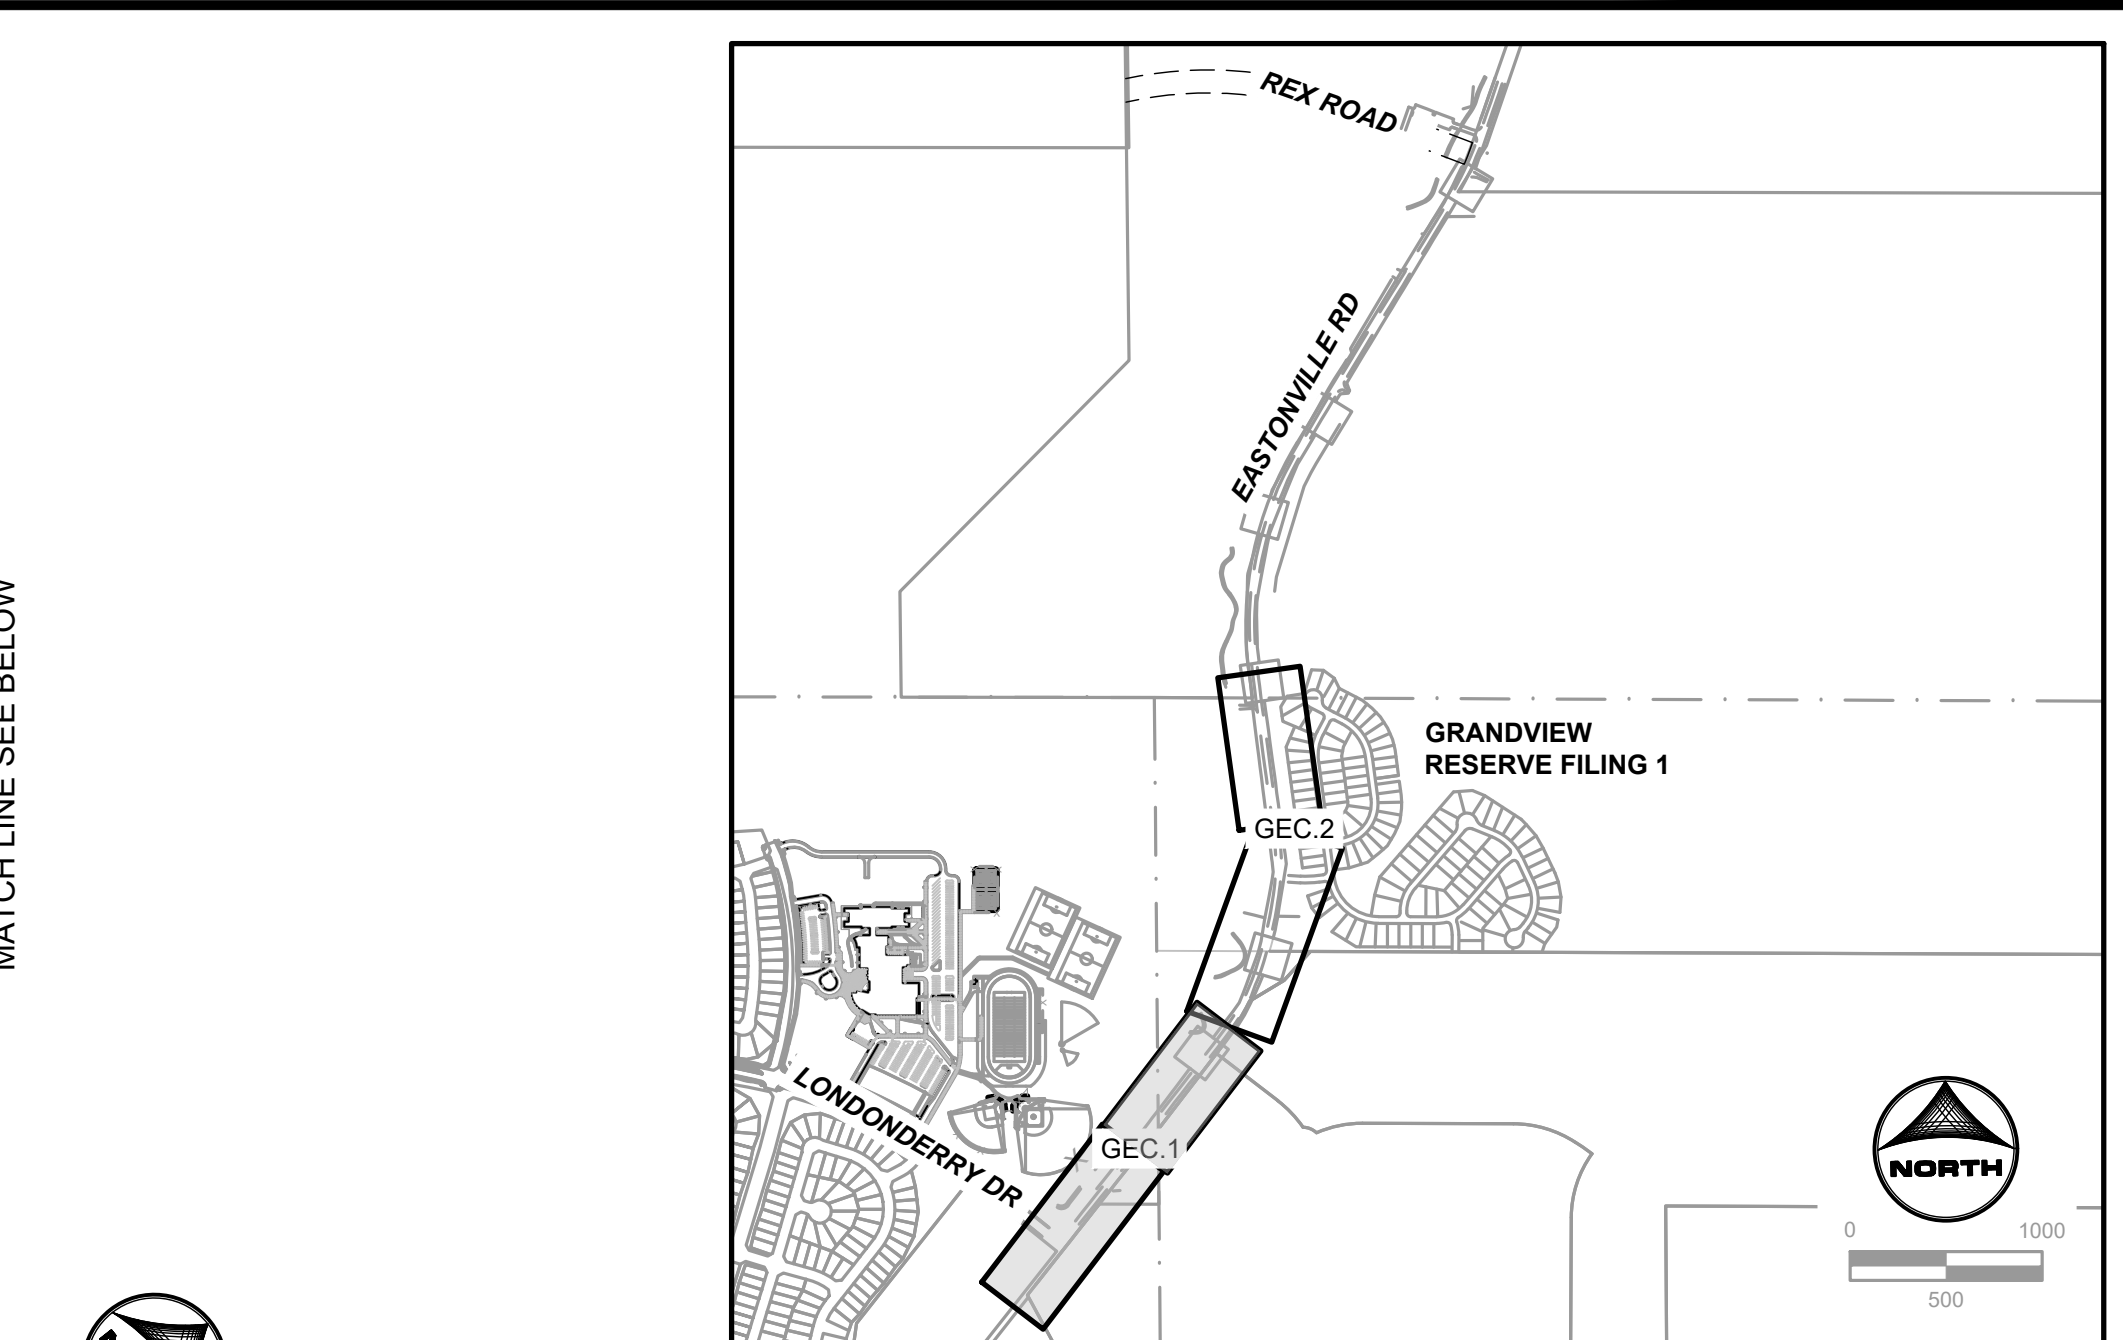 REX ROAD
EASTONVILLE RD
MATCH LINE SEE BELOW
GRANDVIEW
RESERVE FILING 1
GEC.2
LONDONDERRY DR
GEC.1
NORTH
0 1000
500